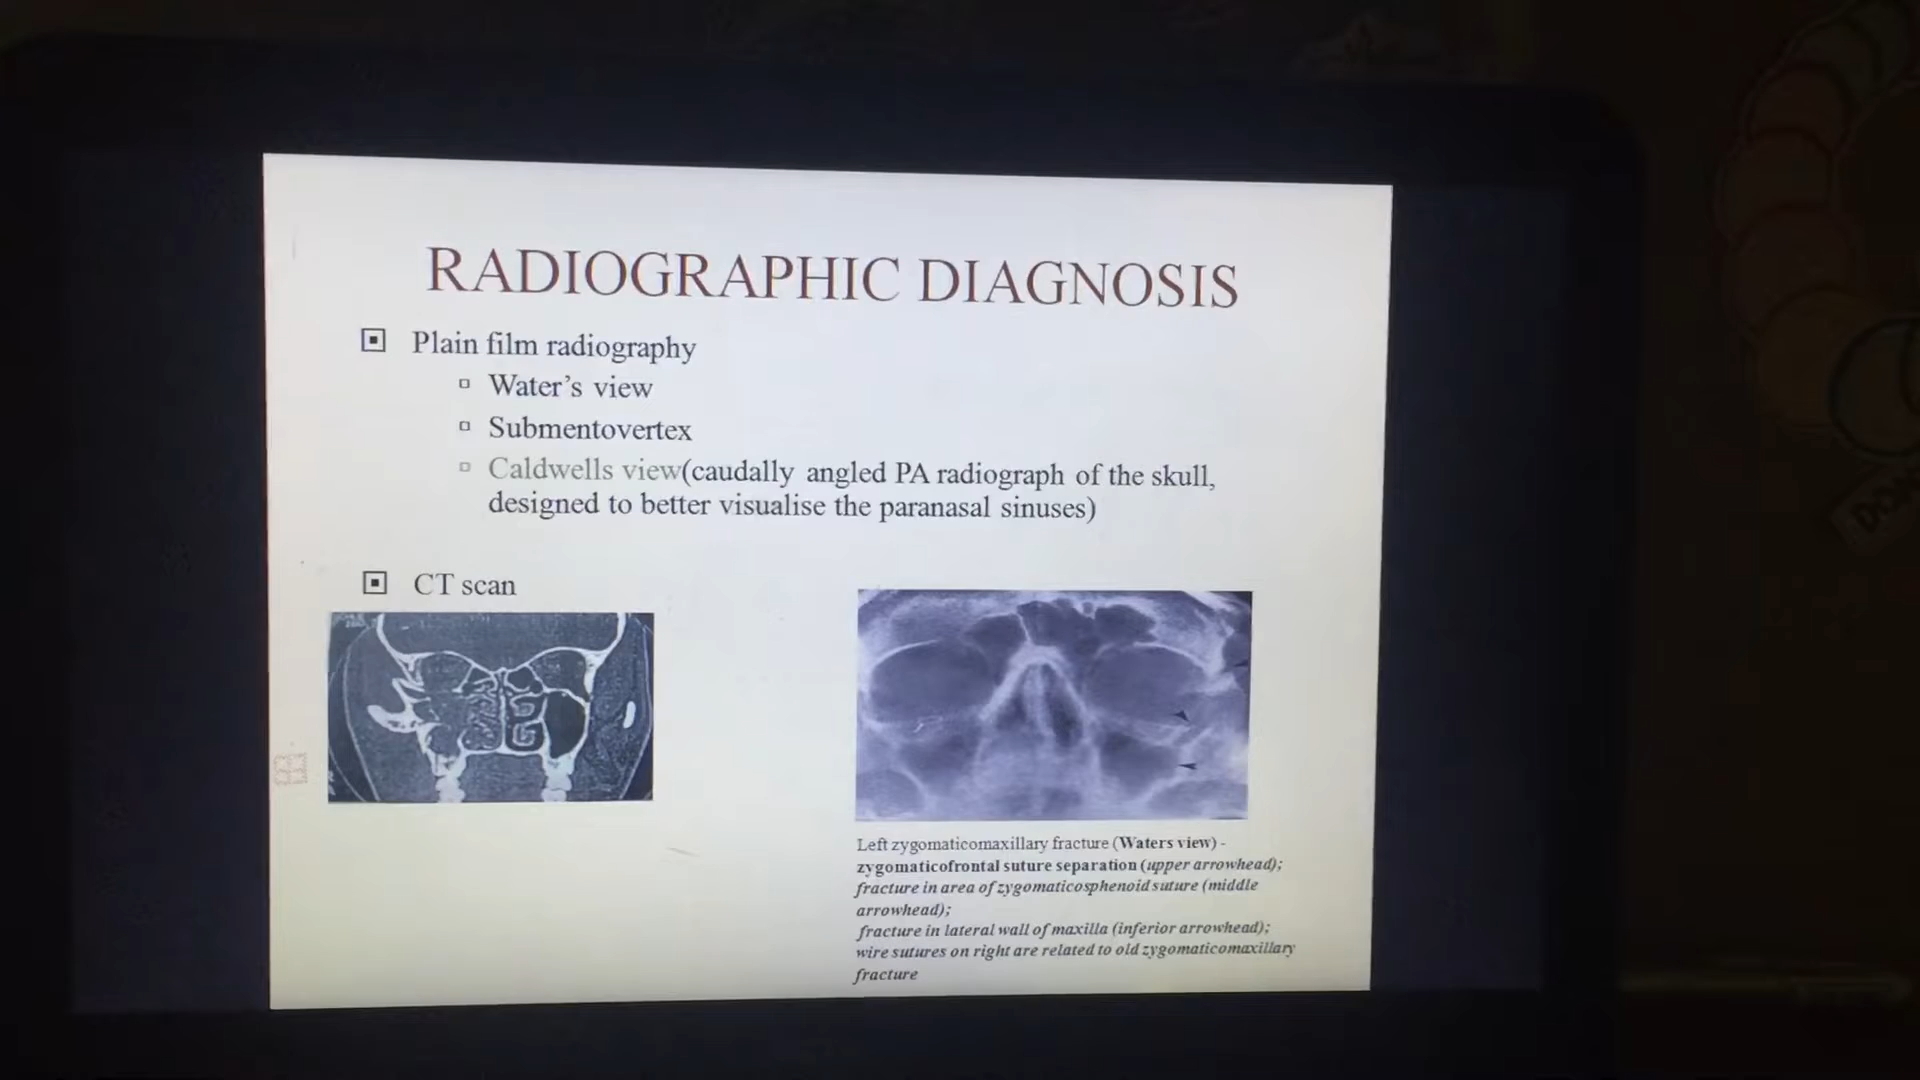 RADIOGRAPHIC DIAGNOSIS
Plain film radiography
Water's view
Submentovertex
Caldwells view(caudally angled PA radiograph of the skull,
designed to better visualise the paranasal sinuses)
CT scan
Left zygomaticomaxillary fracture (Waters view) -
zygomaticofrontal suture separation (upper arrowhead);
fracture in area of zygomaticosphenoid suture (middle
arrowhead);
fracture in lateral wall of maxilla (inferior arrowhead);
wire sutures on right are related to old zygomaticomaxillary
fracture